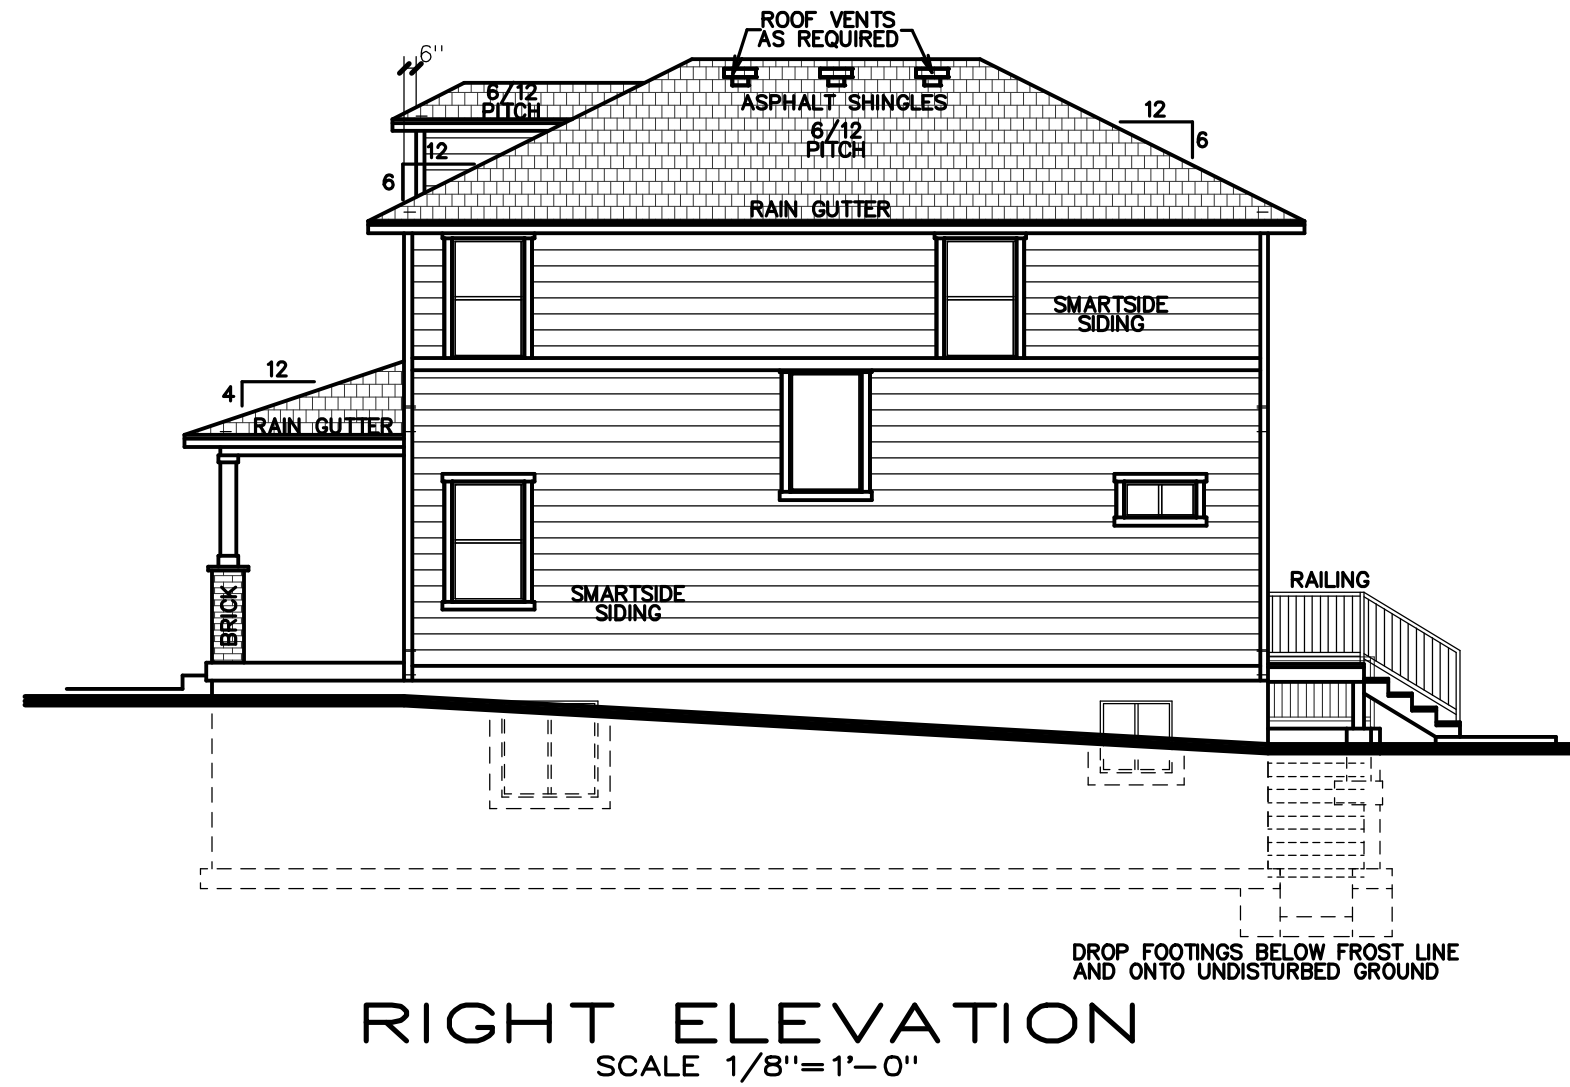 ROOF VENTS
AS REQUIRED
6"
6/12
PITCH
ASPHALT SHINGLES
12
6
6/12
PITCH
12
6
RAIN GUTTER
SMARTSIDE
SIDING
12
4
RAIN GUTTER
BRICK
SMARTSIDE
SIDING
RAILING
DROP FOOTINGS BELOW FROST LINE
AND ONTO UNDISTURBED GROUND
RIGHT ELEVATION
SCALE 1/8"=1'-0"